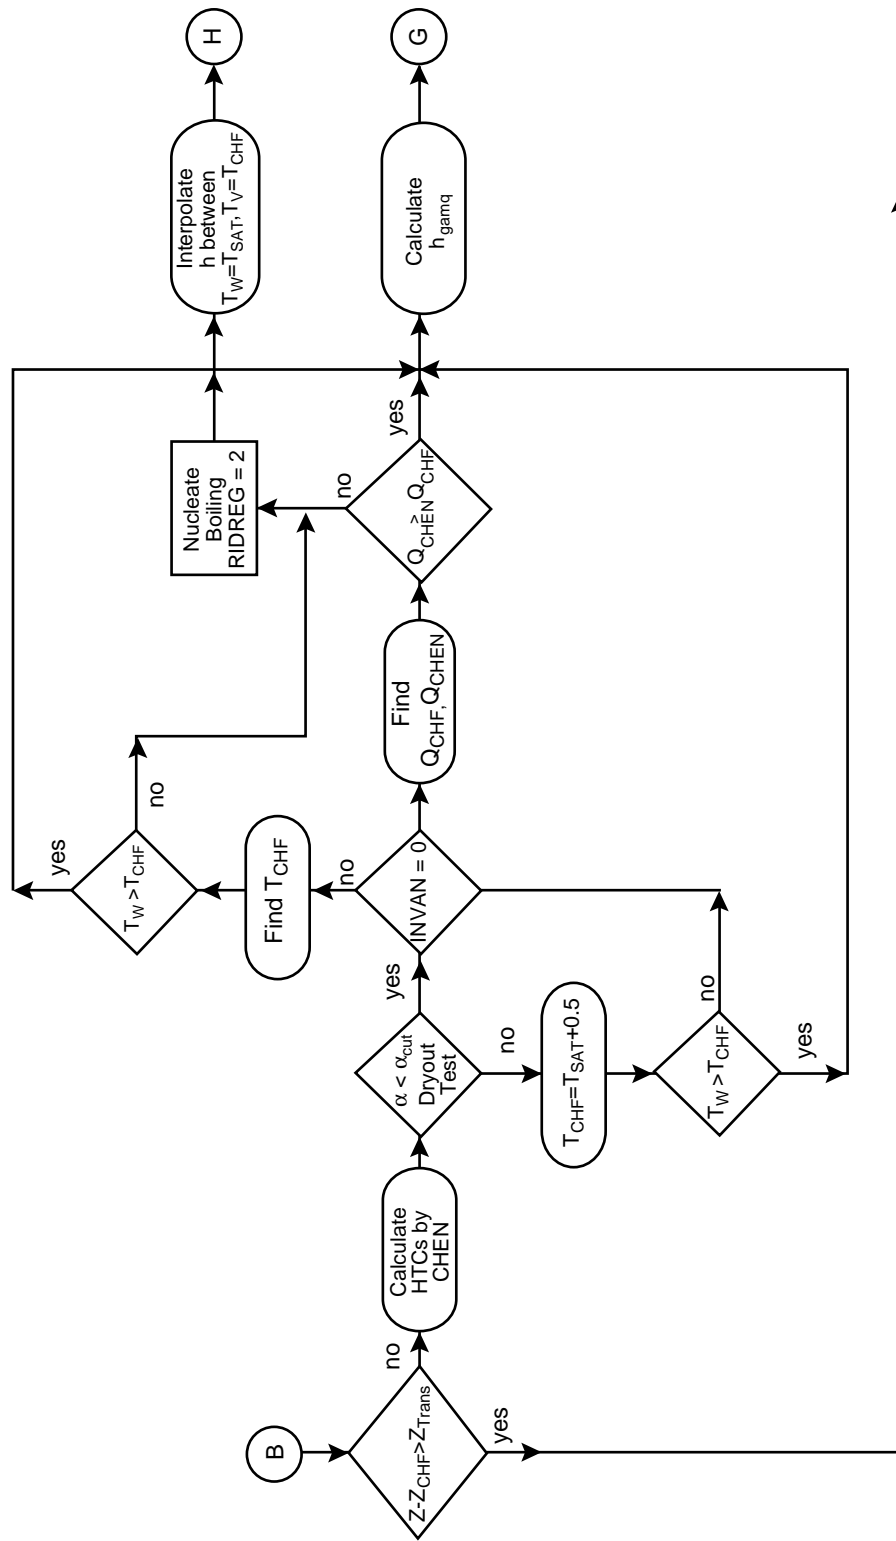 B
Z-Z_CHF>Z_Trans
no
yes
Calculate
HTCs by
CHEN
α < α_cut
Dryout
Test
yes
no
T_CHF=T_SAT+0.5
T_W >T_CHF
no
yes
INVAN = 0
no
Find T_CHF
T_W >T_CHF
yes
no
Find
Q_CHF, Q_CHEN
Q_CHEN > Q_CHF
no
yes
Nucleate
Boiling
RIDREG = 2
Interpolate
h between
T_W=T_SAT, T_V=T_CHF
H
Calculate
h_gamq
G